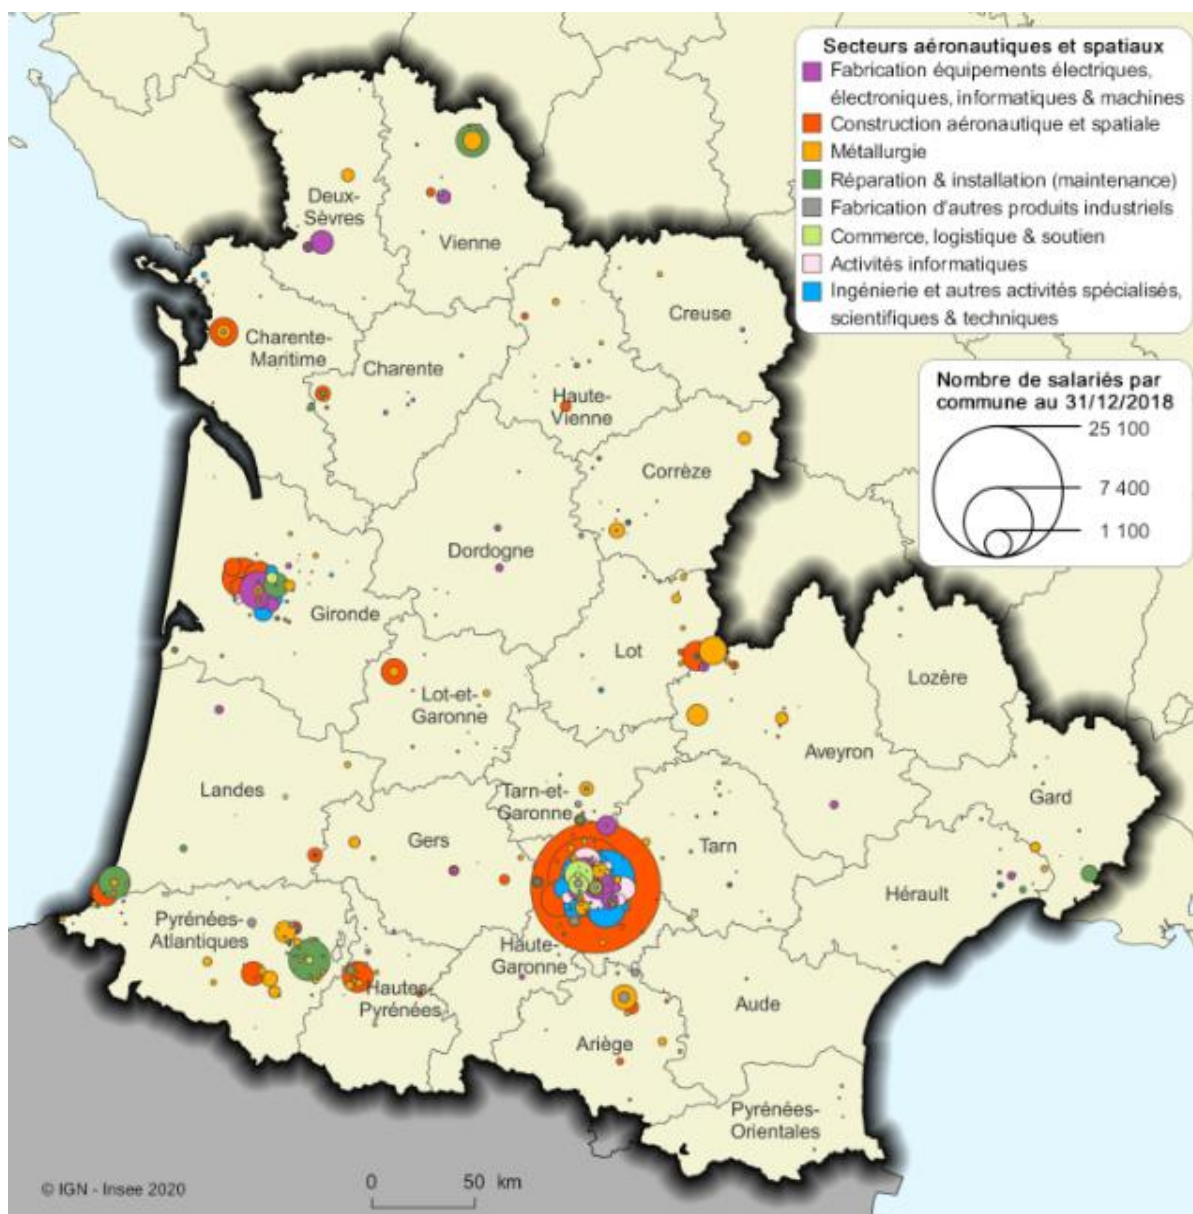 Secteurs aéronautiques et spatiaux
Fabrication équipements électriques,
électroniques, informatiques & machines
Construction aéronautique et spatiale
Métallurgie
Réparation & installation (maintenance)
Fabrication d'autres produits industriels
Commerce, logistique & soutien
Activités informatiques
Ingénierie et autres activités spécialisés,
scientifiques & techniques
Nombre de salariés par
commune au 31/12/2018
25 100
7 400
1 100
Deux-
Sèvres
Vienne
Creuse
Charente-
Maritime
Charente
Haute-
Vienne
Corrèze
Dordogne
Gironde
Lot
Lozère
Lot-et-
Garonne
Aveyron
Landes
Tarn-et-
Garonne
Gard
Gers
Tarn
Hérault
Pyrénées-
Atlantiques
Haute-
Garonne
Hautes-
Pyrénées
Aude
Ariège
Pyrénées-
Orientales
© IGN - Insee 2020
0 50 km